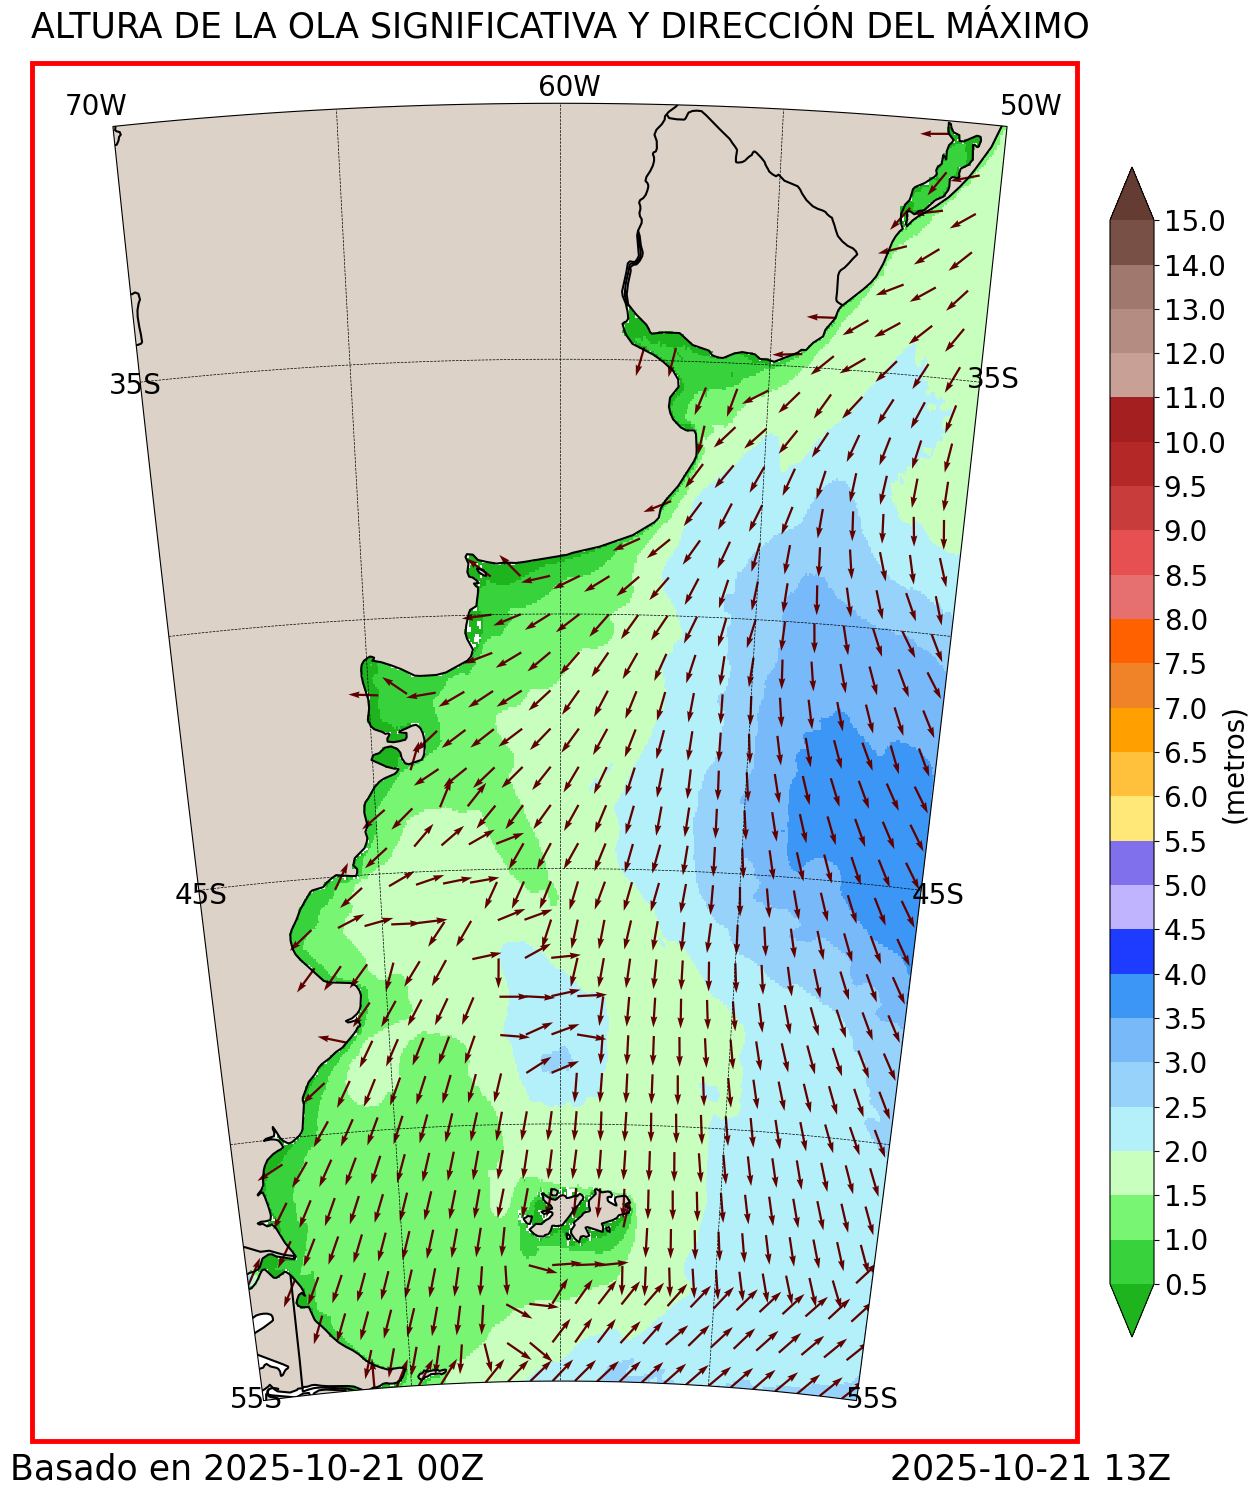 ALTURA DE LA OLA SIGNIFICATIVA Y DIRECCIÓN DEL MÁXIMO
70W
60W
50W
35S
35S
45S
45S
55S
55S
15.0
14.0
13.0
12.0
11.0
10.0
9.5
9.0
8.5
8.0
7.5
7.0
6.5
6.0
5.5
5.0
4.5
4.0
3.5
3.0
2.5
2.0
1.5
1.0
0.5
(metros)
Basado en 2025-10-21 00Z
2025-10-21 13Z